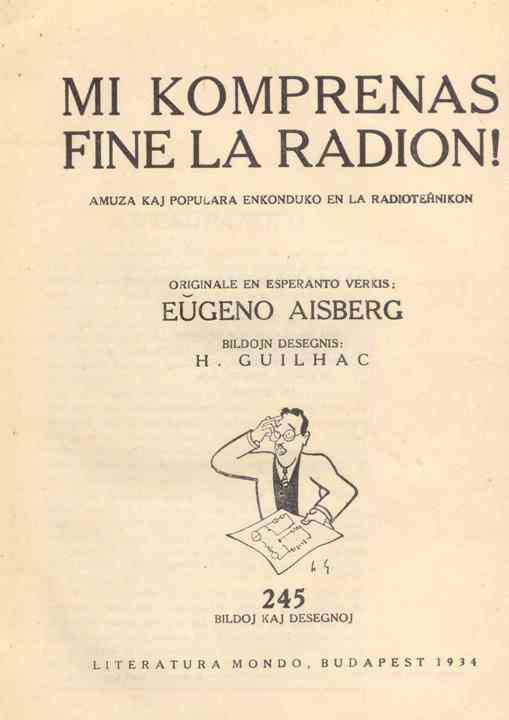 MI KOMPRENAS
FINE LA RADION!
AMUZA KAJ POPULARA ENKONDUKO EN LA RADIOTEĤNIKON
ORIGINALE EN ESPERANTO VERKIS:
EŬGENO AISBERG
BILDOJN DESEGNIS:
H. GUILHAC
245
BILDOJ KAJ DESEGNOJ
LITERATURA MONDO, BUDAPEST 1934